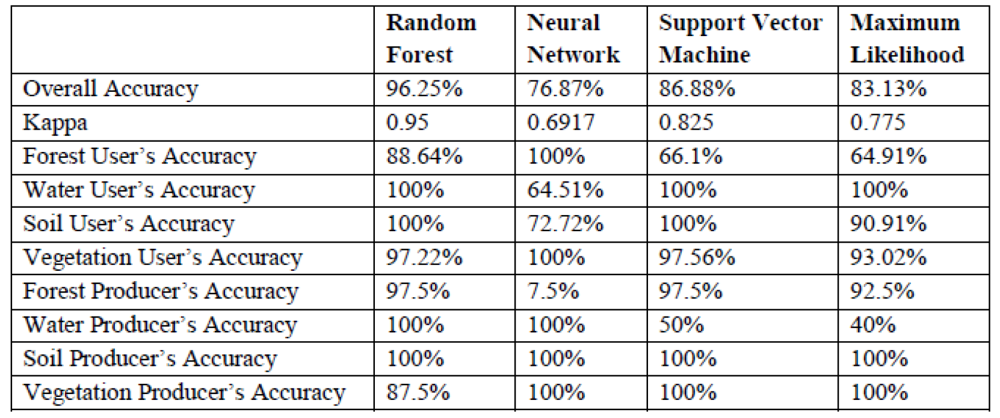 Random Forest Neural Network Support Vector Machine Maximum Likelihood
Overall Accuracy 96.25% 76.87% 86.88% 83.13%
Kappa 0.95 0.6917 0.825 0.775
Forest User’s Accuracy 88.64% 100% 66.1% 64.91%
Water User’s Accuracy 100% 64.51% 100% 100%
Soil User’s Accuracy 100% 72.72% 100% 90.91%
Vegetation User’s Accuracy 97.22% 100% 97.56% 93.02%
Forest Producer’s Accuracy 97.5% 7.5% 97.5% 92.5%
Water Producer’s Accuracy 100% 100% 50% 40%
Soil Producer’s Accuracy 100% 100% 100% 100%
Vegetation Producer’s Accuracy 87.5% 100% 100% 100%